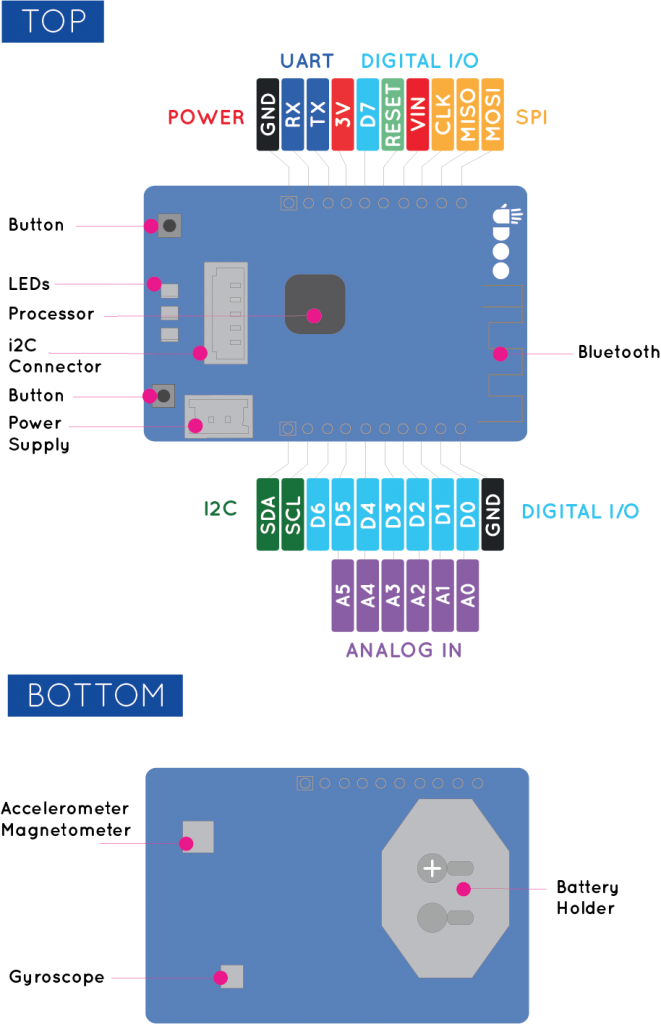 TOP
UART DIGITAL I/O
POWER GND RX TX 3V D7 RESET VIN CLK MISO MOSI SPI
Button
LEDs
Processor
i2C
Connector
Bluetooth
Button
Power
Supply
I2C SDA SCL D6 D5 D4 D3 D2 D1 D0 GND DIGITAL I/O
A5 A4 A3 A2 A1 A0
ANALOG IN
BOTTOM
Accelerometer
Magnetometer
Battery
Holder
Gyroscope